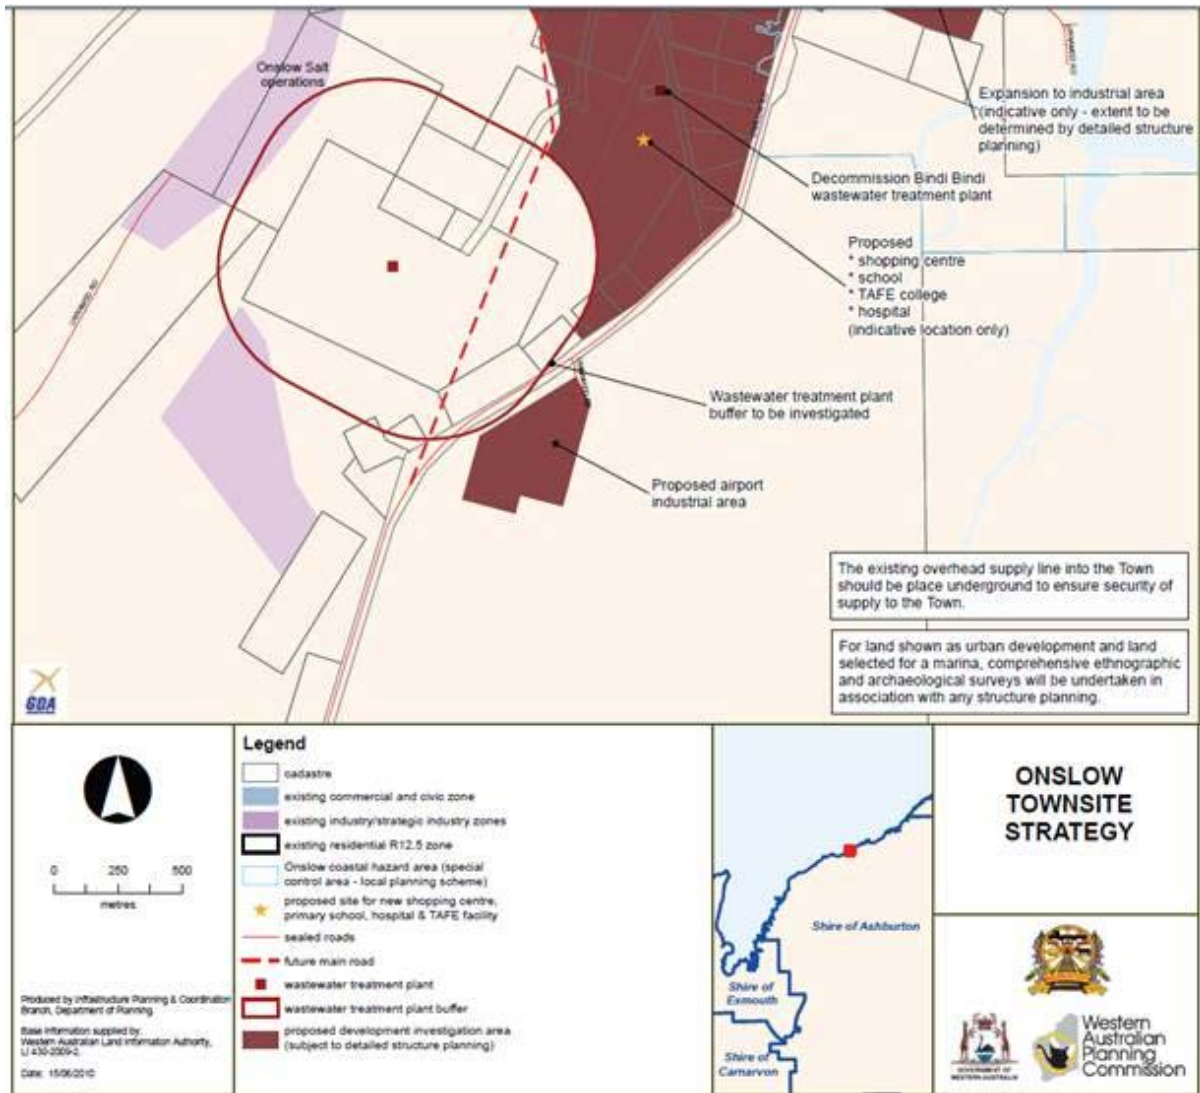 Onslow Salt
operations
Expansion to industrial area
(indicative only - extent to be
determined by detailed structure
planning)
Decommission Bindi Bindi
wastewater treatment plant
Proposed
* shopping centre
* school
* TAFE college
* hospital
(indicative location only)
Wastewater treatment plant
buffer to be investigated
Proposed airport
industrial area
The existing overhead supply line into the Town
should be place underground to ensure security of
supply to the Town.
For land shown as urban development and land
selected for a marina, comprehensive ethnographic
and archaeological surveys will be undertaken in
association with any structure planning.
GDA
0 250 500
metres
Produced by Infrastructure Planning & Coordination
Branch, Department of Planning.
Base information supplied by:
Western Australian Land Information Authority,
LI 430-2009-2.
Date: 15/06/2010
Legend
cadastre
existing commercial and civic zone
existing industry/strategic industry zones
existing residential R12.5 zone
Onslow coastal hazard area (special
control area - local planning scheme)
proposed site for new shopping centre,
primary school, hospital & TAFE facility
sealed roads
future main road
wastewater treatment plant
wastewater treatment plant buffer
proposed development investigation area
(subject to detailed structure planning)
Shire of Ashburton
Shire of
Exmouth
Shire of
Carnarvon
ONSLOW
TOWNSITE
STRATEGY
GOVERNMENT OF
WESTERN AUSTRALIA
Western
Australian
Planning
Commission